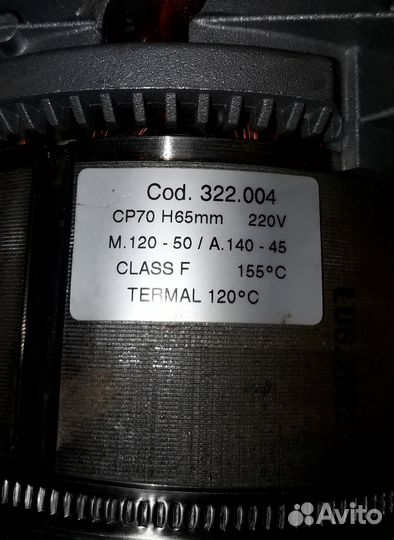 Cod. 322.004
CP70 H65mm 220V
M.120 - 50 / A.140 - 45
CLASS F 155°C
TERMAL 120°C
Avito